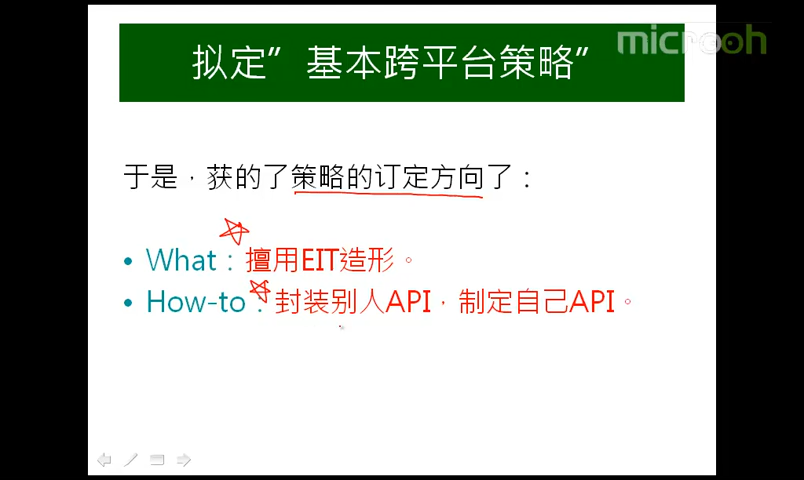 microoh
拟定”基本跨平台策略”
于是，获的了策略的订定方向了：
• What：擅用EIT造形。
• How-to：封装别人API，制定自己API。